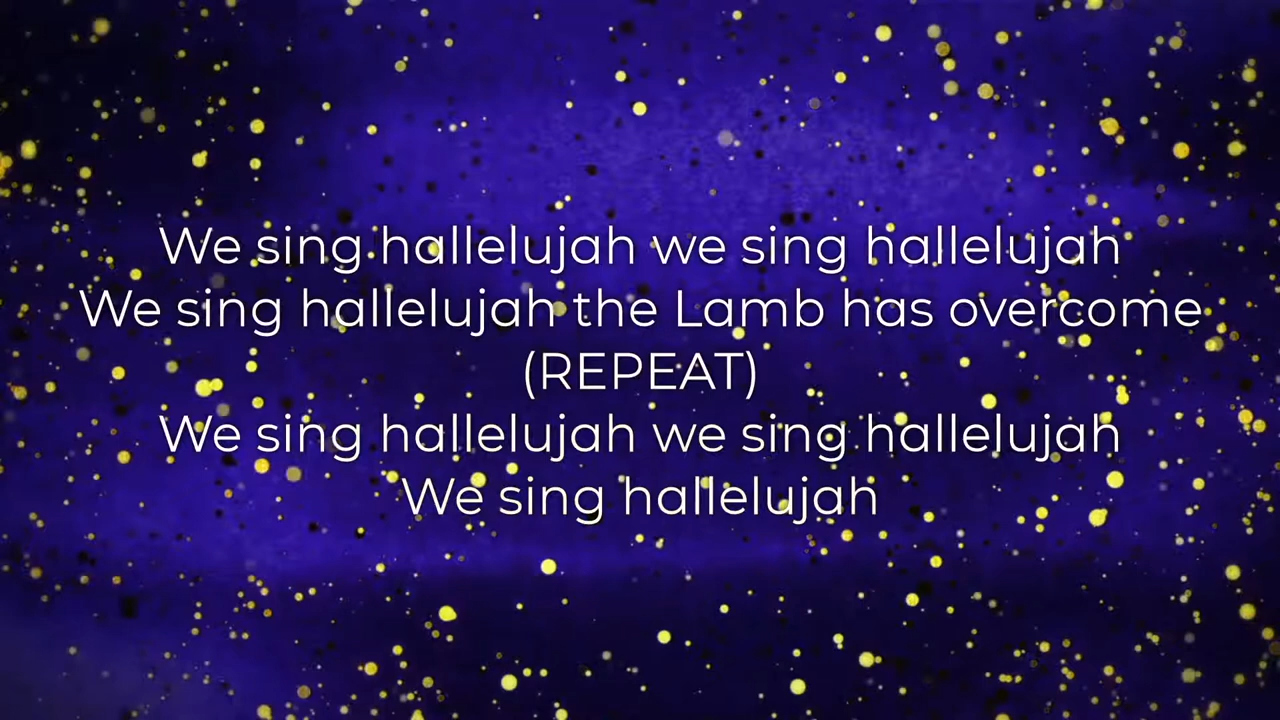 We sing hallelujah we sing hallelujah
We sing hallelujah the Lamb has overcome
(REPEAT)
We sing hallelujah we sing hallelujah
We sing hallelujah